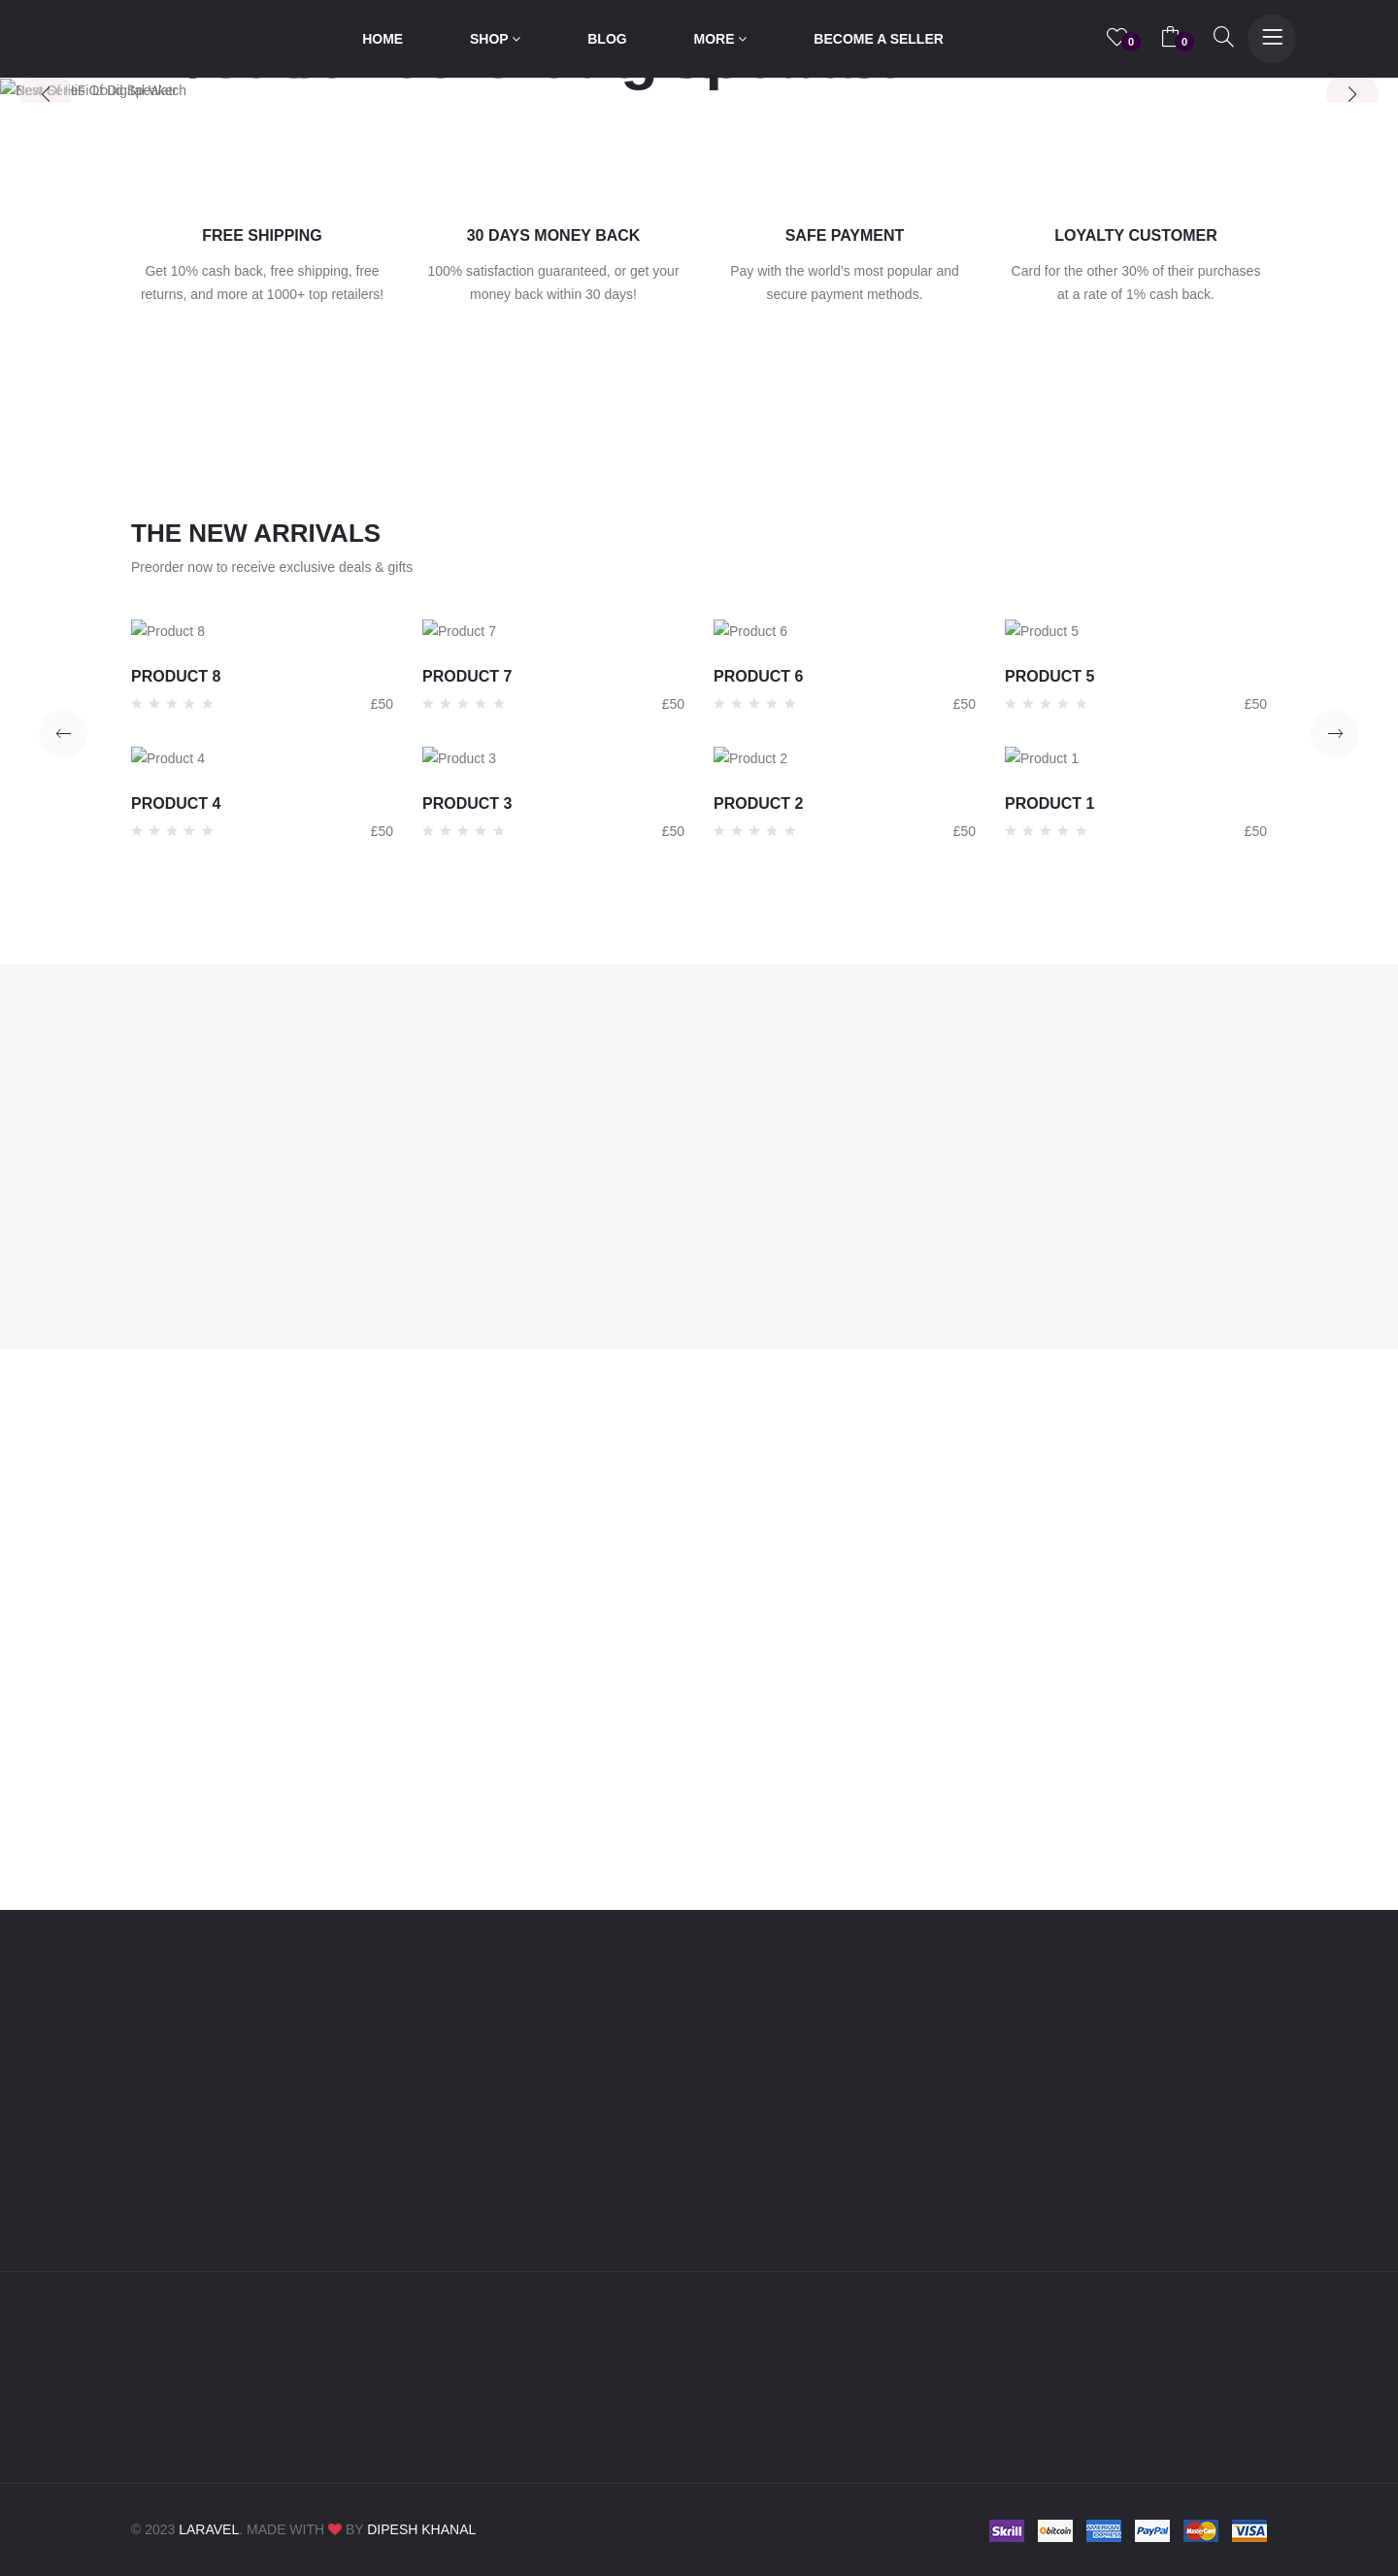 HOME SHOP BLOG MORE BECOME A SELLER 0 0
FREE SHIPPING
Get 10% cash back, free shipping, free
returns, and more at 1000+ top retailers!
30 DAYS MONEY BACK
100% satisfaction guaranteed, or get your
money back within 30 days!
SAFE PAYMENT
Pay with the world's most popular and
secure payment methods.
LOYALTY CUSTOMER
Card for the other 30% of their purchases
at a rate of 1% cash back.
THE NEW ARRIVALS
Preorder now to receive exclusive deals & gifts
Product 8
PRODUCT 8
£50
Product 7
PRODUCT 7
£50
Product 6
PRODUCT 6
£50
Product 5
PRODUCT 5
£50
Product 4
PRODUCT 4
£50
Product 3
PRODUCT 3
£50
Product 2
PRODUCT 2
£50
Product 1
PRODUCT 1
£50
© 2023 LARAVEL. MADE WITH BY DIPESH KHANAL
Skrill bitcoin AMERICAN EXPRESS PayPal MasterCard VISA